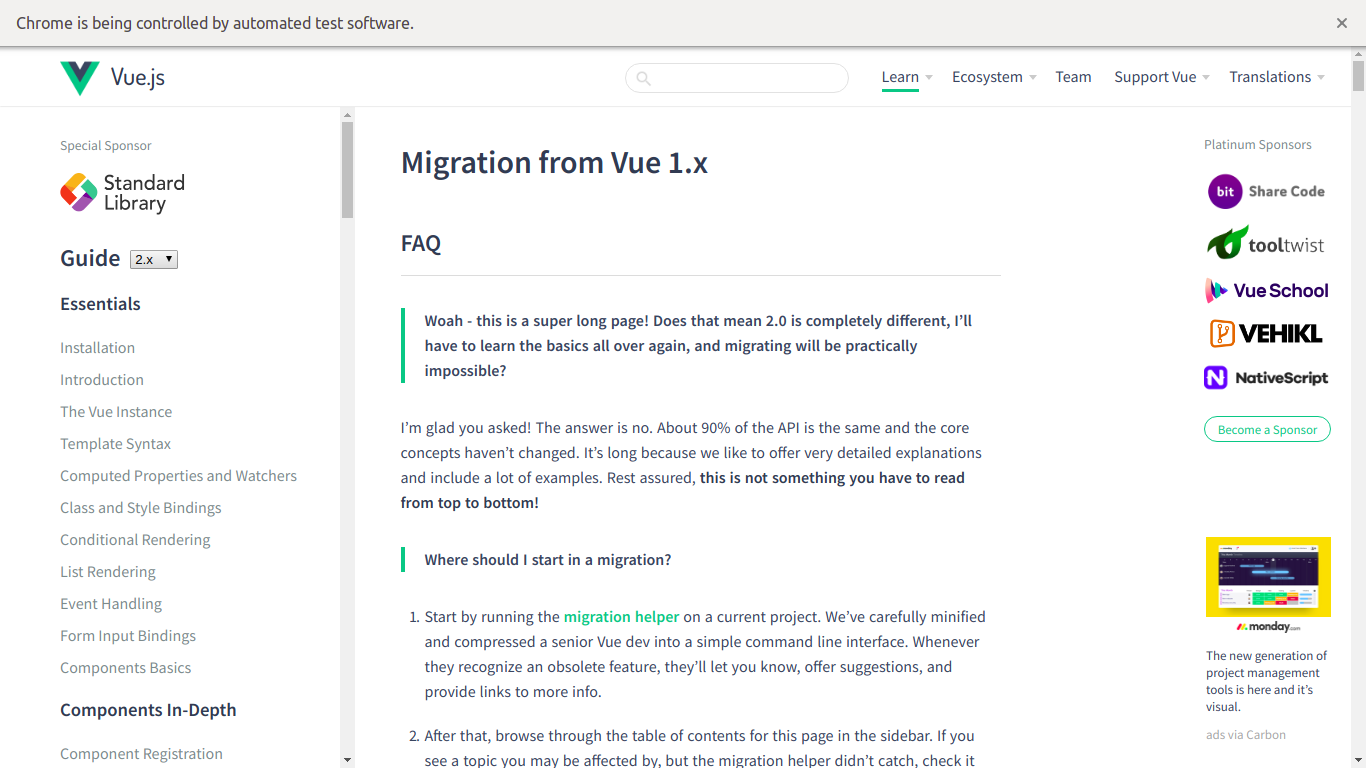 Chrome is being controlled by automated test software.
Vue.js
Learn
Ecosystem
Team
Support Vue
Translations
Special Sponsor
Standard
Library
Guide
2.x
Essentials
Installation
Introduction
The Vue Instance
Template Syntax
Computed Properties and Watchers
Class and Style Bindings
Conditional Rendering
List Rendering
Event Handling
Form Input Bindings
Components Basics
Components In-Depth
Component Registration
Migration from Vue 1.x
FAQ
Woah - this is a super long page! Does that mean 2.0 is completely different, I’ll
have to learn the basics all over again, and migrating will be practically
impossible?
I’m glad you asked! The answer is no. About 90% of the API is the same and the core
concepts haven’t changed. It’s long because we like to offer very detailed explanations
and include a lot of examples. Rest assured, this is not something you have to read
from top to bottom!
Where should I start in a migration?
1. Start by running the migration helper on a current project. We’ve carefully minified
and compressed a senior Vue dev into a simple command line interface. Whenever
they recognize an obsolete feature, they’ll let you know, offer suggestions, and
provide links to more info.
2. After that, browse through the table of contents for this page in the sidebar. If you
see a topic you may be affected by, but the migration helper didn’t catch, check it
Platinum Sponsors
bit Share Code
tooltwist
Vue School
VEHIKL
NativeScript
Become a Sponsor
monday.com
The new generation of
project management
tools is here and it’s
visual.
ads via Carbon